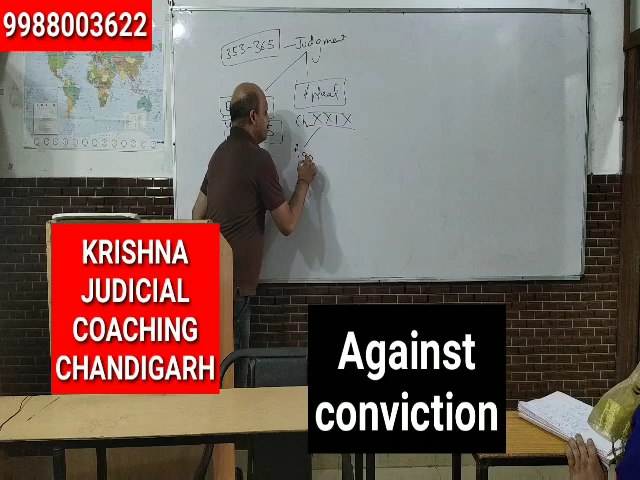 9988003622
353-365 Judgment
Appeal
Ch XXIX
KRISHNA
JUDICIAL
COACHING
CHANDIGARH
Against
conviction